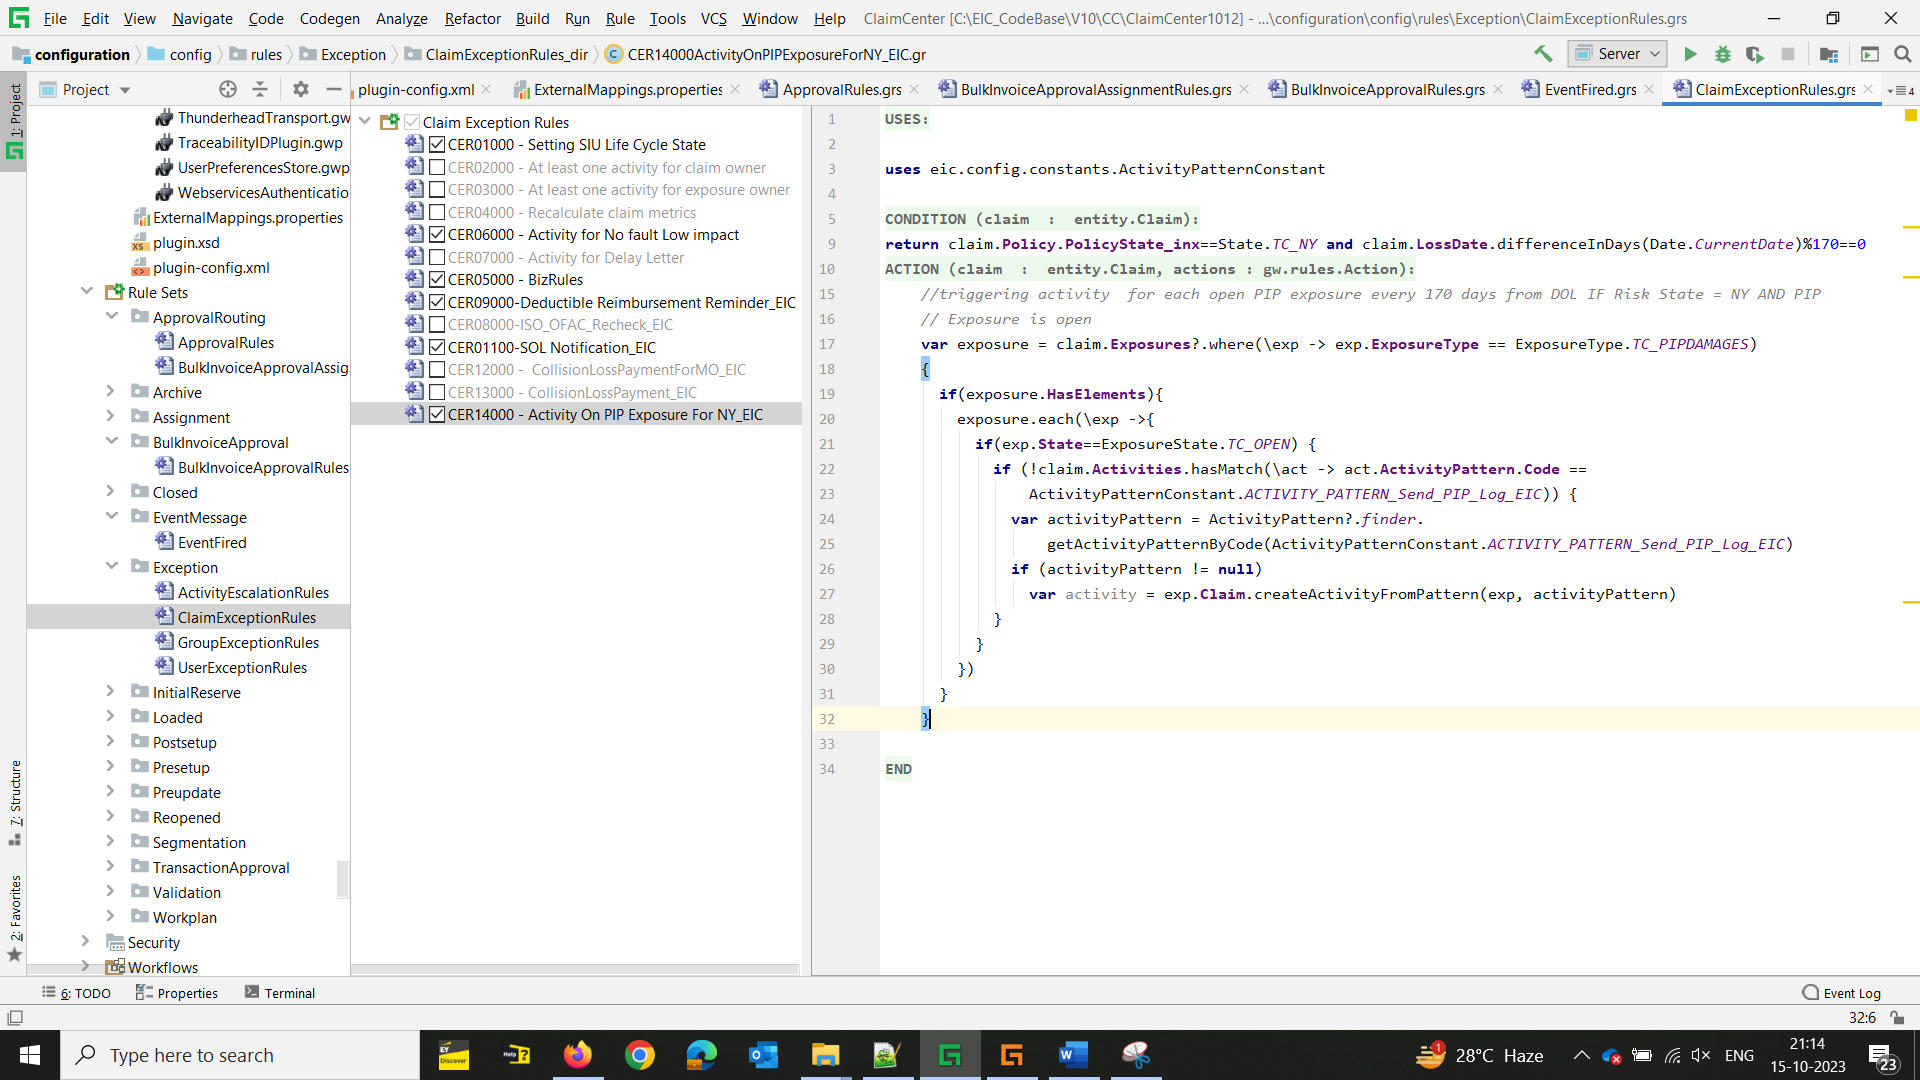 File Edit View Navigate Code Codegen Analyze Refactor Build Run Rule Tools VCS Window Help ClaimCenter [C:\EIC_CodeBase\V10\CC\ClaimCenter1012] - ...\configuration\config\rules\Exception\ClaimExceptionRules.grs
configuration config rules Exception ClaimExceptionRules_dir CER14000ActivityOnPIPExposureForNY_EIC.gr Server
Project plugin-config.xml ExternalMappings.properties ApprovalRules.grs BulkInvoiceApprovalAssignmentRules.grs BulkInvoiceApprovalRules.grs EventFired.grs ClaimExceptionRules.grs 4
1: Project
7: Structure
2: Favorites
ThunderheadTransport.gw
TraceabilityIDPlugin.gwp
UserPreferencesStore.gwp
WebservicesAuthenticatio
ExternalMappings.properties
plugin.xsd
plugin-config.xml
Rule Sets
ApprovalRouting
ApprovalRules
BulkInvoiceApprovalAssig
Archive
Assignment
BulkInvoiceApproval
BulkInvoiceApprovalRules
Closed
EventMessage
EventFired
Exception
ActivityEscalationRules
ClaimExceptionRules
GroupExceptionRules
UserExceptionRules
InitialReserve
Loaded
Postsetup
Presetup
Preupdate
Reopened
Segmentation
TransactionApproval
Validation
Workplan
Security
Workflows
Claim Exception Rules
CER01000 - Setting SIU Life Cycle State
CER02000 - At least one activity for claim owner
CER03000 - At least one activity for exposure owner
CER04000 - Recalculate claim metrics
CER06000 - Activity for No fault Low impact
CER07000 - Activity for Delay Letter
CER05000 - BizRules
CER09000-Deductible Reimbursement Reminder_EIC
CER08000-ISO_OFAC_Recheck_EIC
CER01100-SOL Notification_EIC
CER12000 -  CollisionLossPaymentForMO_EIC
CER13000 - CollisionLossPayment_EIC
CER14000 - Activity On PIP Exposure For NY_EIC
1 USES:
2
3 uses eic.config.constants.ActivityPatternConstant
4
5 CONDITION (claim  :  entity.Claim):
9 return claim.Policy.PolicyState_inx==State.TC_NY and claim.LossDate.differenceInDays(Date.CurrentDate)%170==0
10 ACTION (claim  :  entity.Claim, actions : gw.rules.Action):
15 //triggering activity  for each open PIP exposure every 170 days from DOL IF Risk State = NY AND PIP
16 // Exposure is open
17 var exposure = claim.Exposures?.where(\exp -> exp.ExposureType == ExposureType.TC_PIPDAMAGES)
18 {
19 if(exposure.HasElements){
20 exposure.each(\exp ->{
21 if(exp.State==ExposureState.TC_OPEN) {
22 if (!claim.Activities.hasMatch(\act -> act.ActivityPattern.Code ==
23 ActivityPatternConstant.ACTIVITY_PATTERN_Send_PIP_Log_EIC)) {
24 var activityPattern = ActivityPattern?.finder.
25 getActivityPatternByCode(ActivityPatternConstant.ACTIVITY_PATTERN_Send_PIP_Log_EIC)
26 if (activityPattern != null)
27 var activity = exp.Claim.createActivityFromPattern(exp, activityPattern)
28 }
29 }
30 })
31 }
32 }
33
34 END
6: TODO Properties Terminal Event Log
32:6
Type here to search EY Discover Help ? 1 28°C Haze ENG 21:14
15-10-2023 23